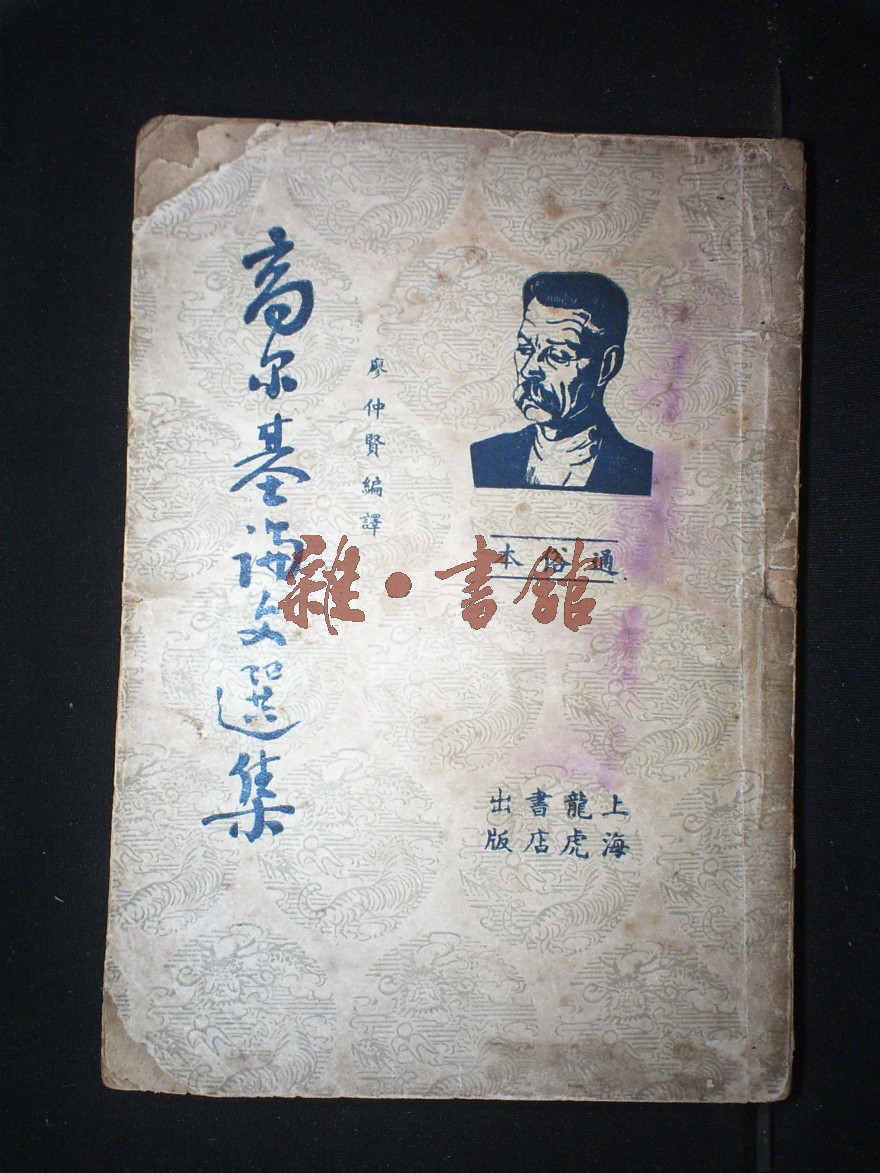 高尔基論文選集
廖仲賢編譯
通俗本
上海
龍虎
書店
出版
雜·書館